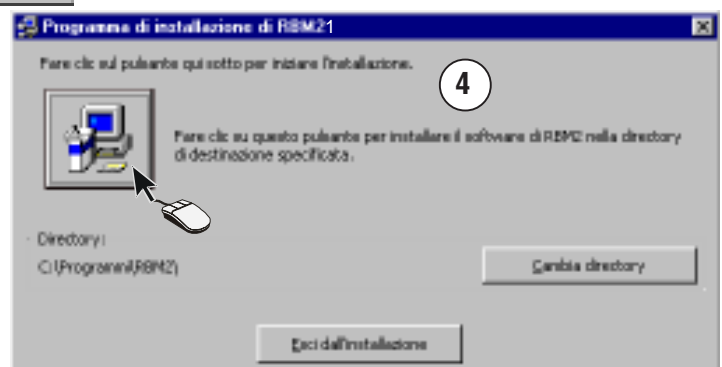 Programma di installazione di RBM21
Fare clic sul pulsante qui sotto per iniziare l'installazione.
4
Fare clic su questo pulsante per installare il software di RBM2 nella directory
di destinazione specificata.
Directory:
C:\Programmi\RBM2\
Cambia directory
Esci dall'installazione